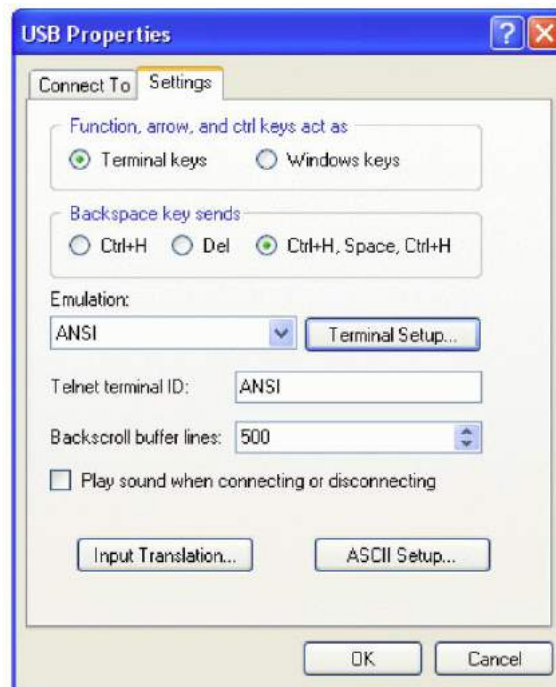 USB Properties
Connect To Settings
Function, arrow, and ctrl keys act as
Terminal keys Windows keys
Backspace key sends
Ctrl+H Del Ctrl+H, Space, Ctrl+H
Emulation:
ANSI Terminal Setup...
Telnet terminal ID: ANSI
Backscroll buffer lines: 500
Play sound when connecting or disconnecting
Input Translation... ASCII Setup...
OK Cancel